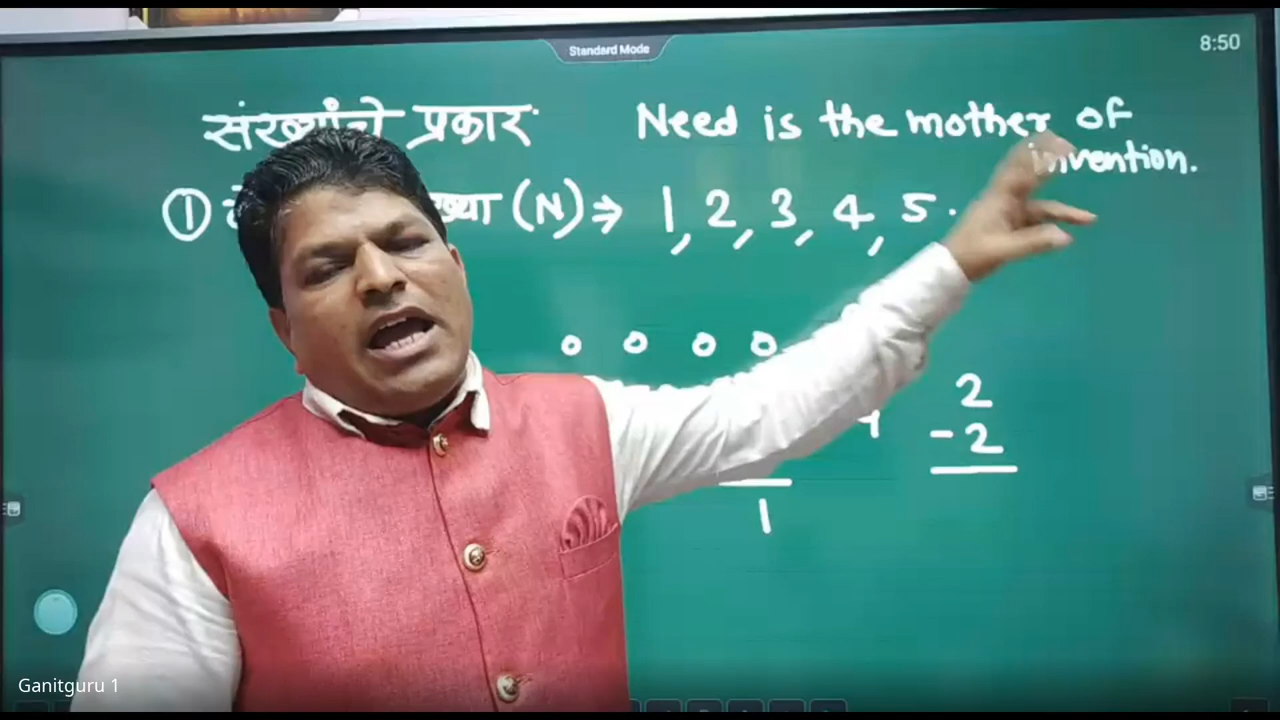 Standard Mode
8:50
संख्यांचे प्रकार
Need is the mother of
invention.
① (N) ⇒ 1, 2, 3, 4, 5.
0 0 0 0
2
-2
1
Ganitguru 1